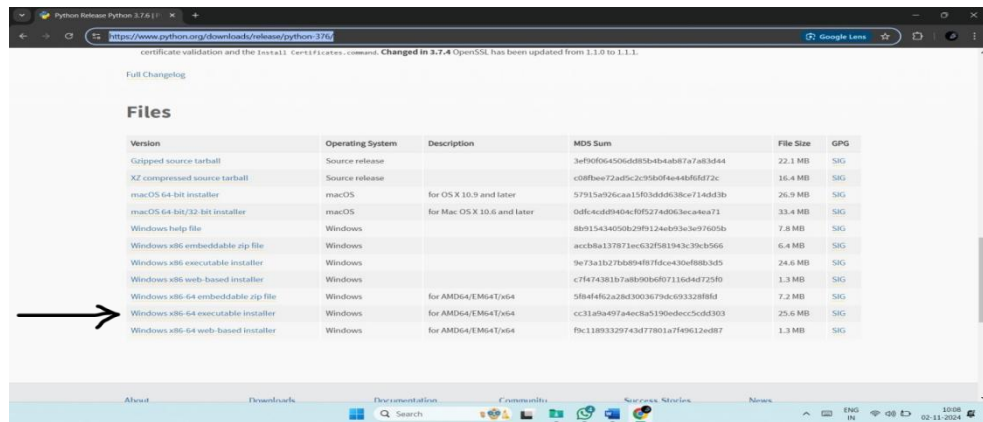 Python Release Python 3.7.6 | P
https://www.python.org/downloads/release/python-376/
Google Lens
certificate validation and the Install Certificates.command. Changed in 3.7.4 OpenSSL has been updated from 1.1.0 to 1.1.1.
Full Changelog
Files
Version Operating System Description MD5 Sum File Size GPG
Gzipped source tarball Source release 3ef90f064506dd85b4b4ab87a7a83d44 22.1 MB SIG
XZ compressed source tarball Source release c08fbee72ad5c2c95b0f4e44bf6fd72c 16.4 MB SIG
macOS 64-bit installer macOS for OS X 10.9 and later 57915a926caa15f03ddd638ce714dd3b 26.9 MB SIG
macOS 64-bit/32-bit installer macOS for Mac OS X 10.6 and later 0dfc4cdd9404cf0f5274d063eca4ea71 33.4 MB SIG
Windows help file Windows 8b915434050b29f9124eb93e3e97605b 7.8 MB SIG
Windows x86 embeddable zip file Windows accb8a137871ec632f581943c39cb566 6.4 MB SIG
Windows x86 executable installer Windows 9e73a1b27bb894f87fdce430ef88b3d5 24.6 MB SIG
Windows x86 web-based installer Windows c7f474381b7a8b90b6f07116d4d725f0 1.3 MB SIG
Windows x86-64 embeddable zip file Windows for AMD64/EM64T/x64 5f84f4f62a28d3003679dc693328f8fd 7.2 MB SIG
Windows x86-64 executable installer Windows for AMD64/EM64T/x64 cc31a9a497a4ec8a5190edecc5cdd303 25.6 MB SIG
Windows x86-64 web-based installer Windows for AMD64/EM64T/x64 f9c11893329743d77801a7f49612ed87 1.3 MB SIG
About Downloads Documentation Community Success Stories News
Search
ENG 10:08
IN 02-11-2024